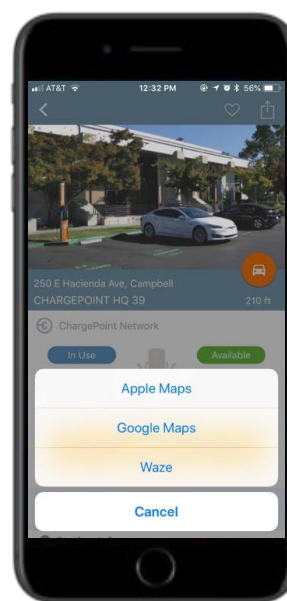 AT&T 12:32 PM 56%
250 E Hacienda Ave, Campbell
CHARGEPOINT HQ 39 210 ft
ChargePoint Network
In Use Available
Apple Maps
Google Maps
Waze
Cancel